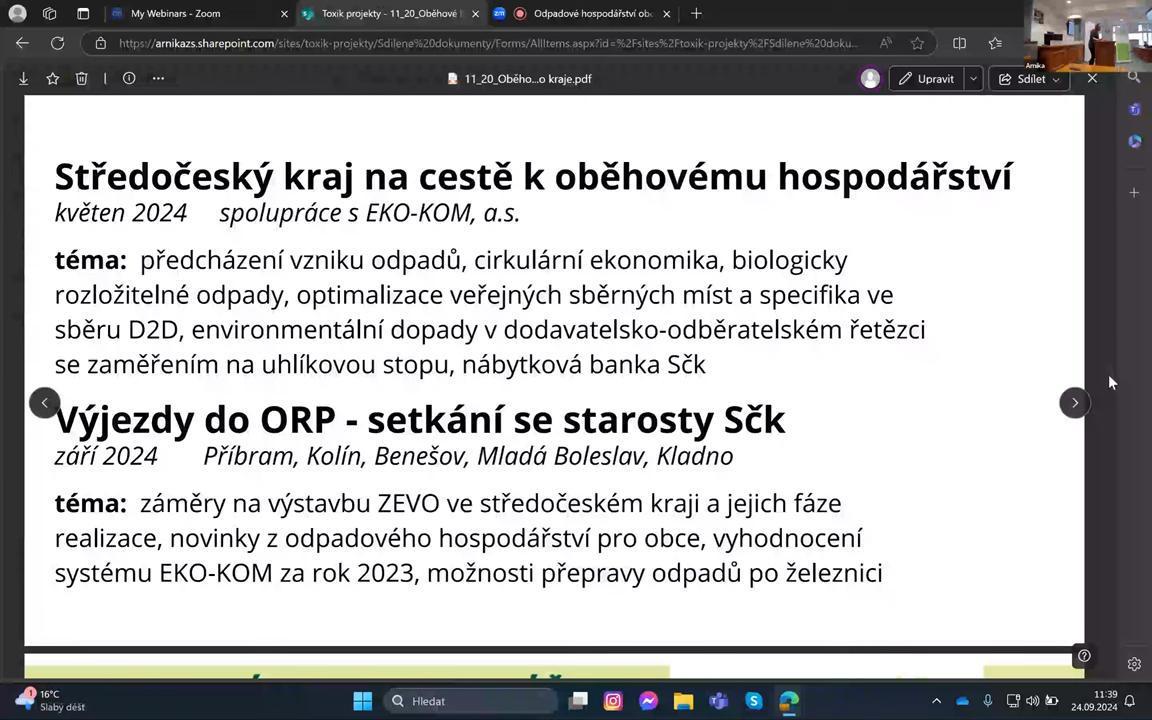 My Webinars - Zoom
Toxik projekty - 11_20_Oběhové
Odpadové hospodářství ob
https://arnikazs.sharepoint.com/sites/toxik-projekty/Sdilene%20dokumenty/Forms/AllItems.aspx?id=%2Fsites%2Ftoxik-projekty%2FSdilene%20doku...
Arnika
11_20_Oběho...o kraje.pdf
Upravit
Sdílet
Středočeský kraj na cestě k oběhovému hospodářství
květen 2024 spolupráce s EKO-KOM, a.s.
téma: předcházení vzniku odpadů, cirkulární ekonomika, biologicky
rozložitelné odpady, optimalizace veřejných sběrných míst a specifika ve
sběru D2D, environmentální dopady v dodavatelsko-odběratelském řetězci
se zaměřením na uhlíkovou stopu, nábytková banka Sčk
Výjezdy do ORP - setkání se starosty Sčk
září 2024 Příbram, Kolín, Benešov, Mladá Boleslav, Kladno
téma: záměry na výstavbu ZEVO ve středočeském kraji a jejich fáze
realizace, novinky z odpadového hospodářství pro obce, vyhodnocení
systému EKO-KOM za rok 2023, možnosti přepravy odpadů po železnici
1
16°C
Slabý déšť
Hledat
11:39
24.09.2024